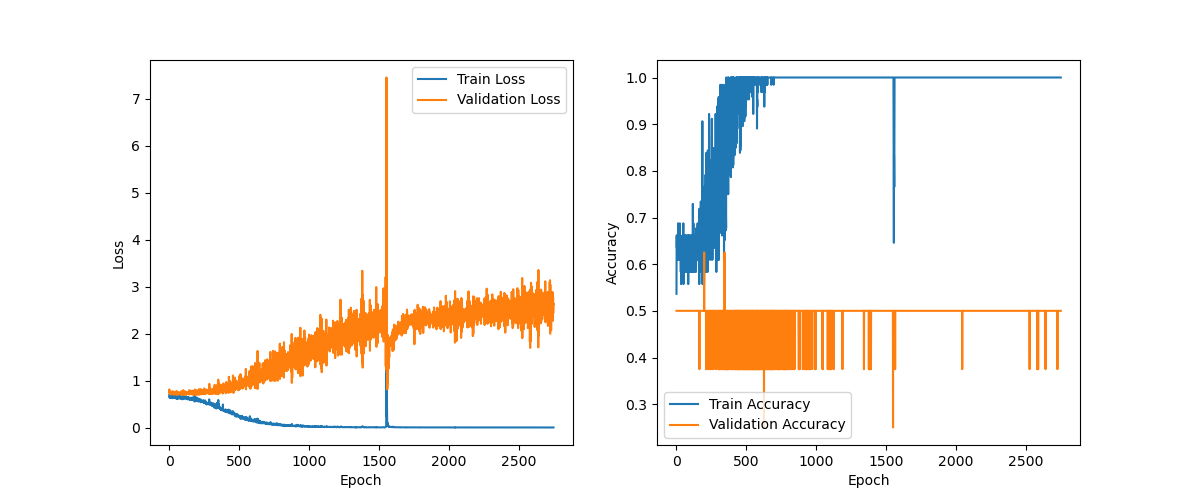 Train Loss
Validation Loss
7
6
5
4
3
2
1
0
Loss
0 500 1000 1500 2000 2500
Epoch
1.0
0.9
0.8
0.7
0.6
0.5
0.4
0.3
Accuracy
Train Accuracy
Validation Accuracy
0 500 1000 1500 2000 2500
Epoch